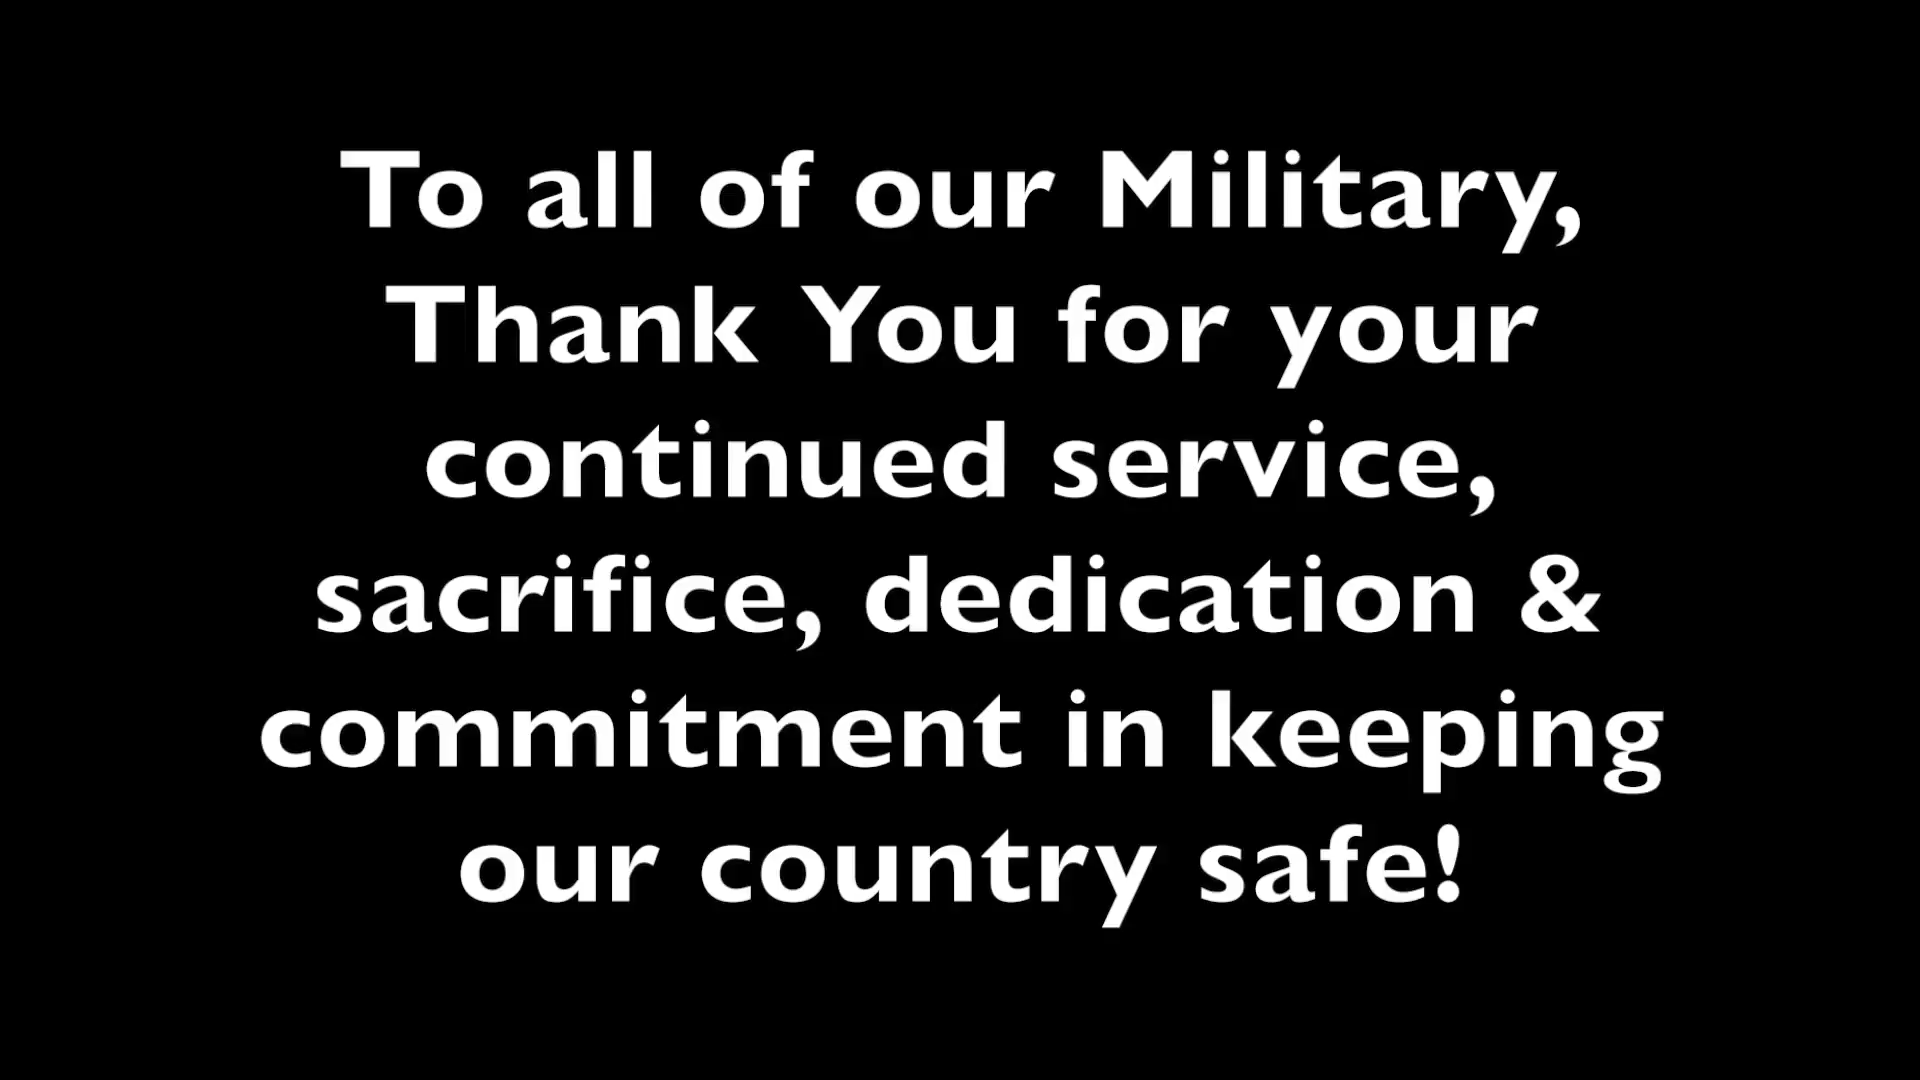 To all of our Military,
Thank You for your
continued service,
sacrifice, dedication &
commitment in keeping
our country safe!